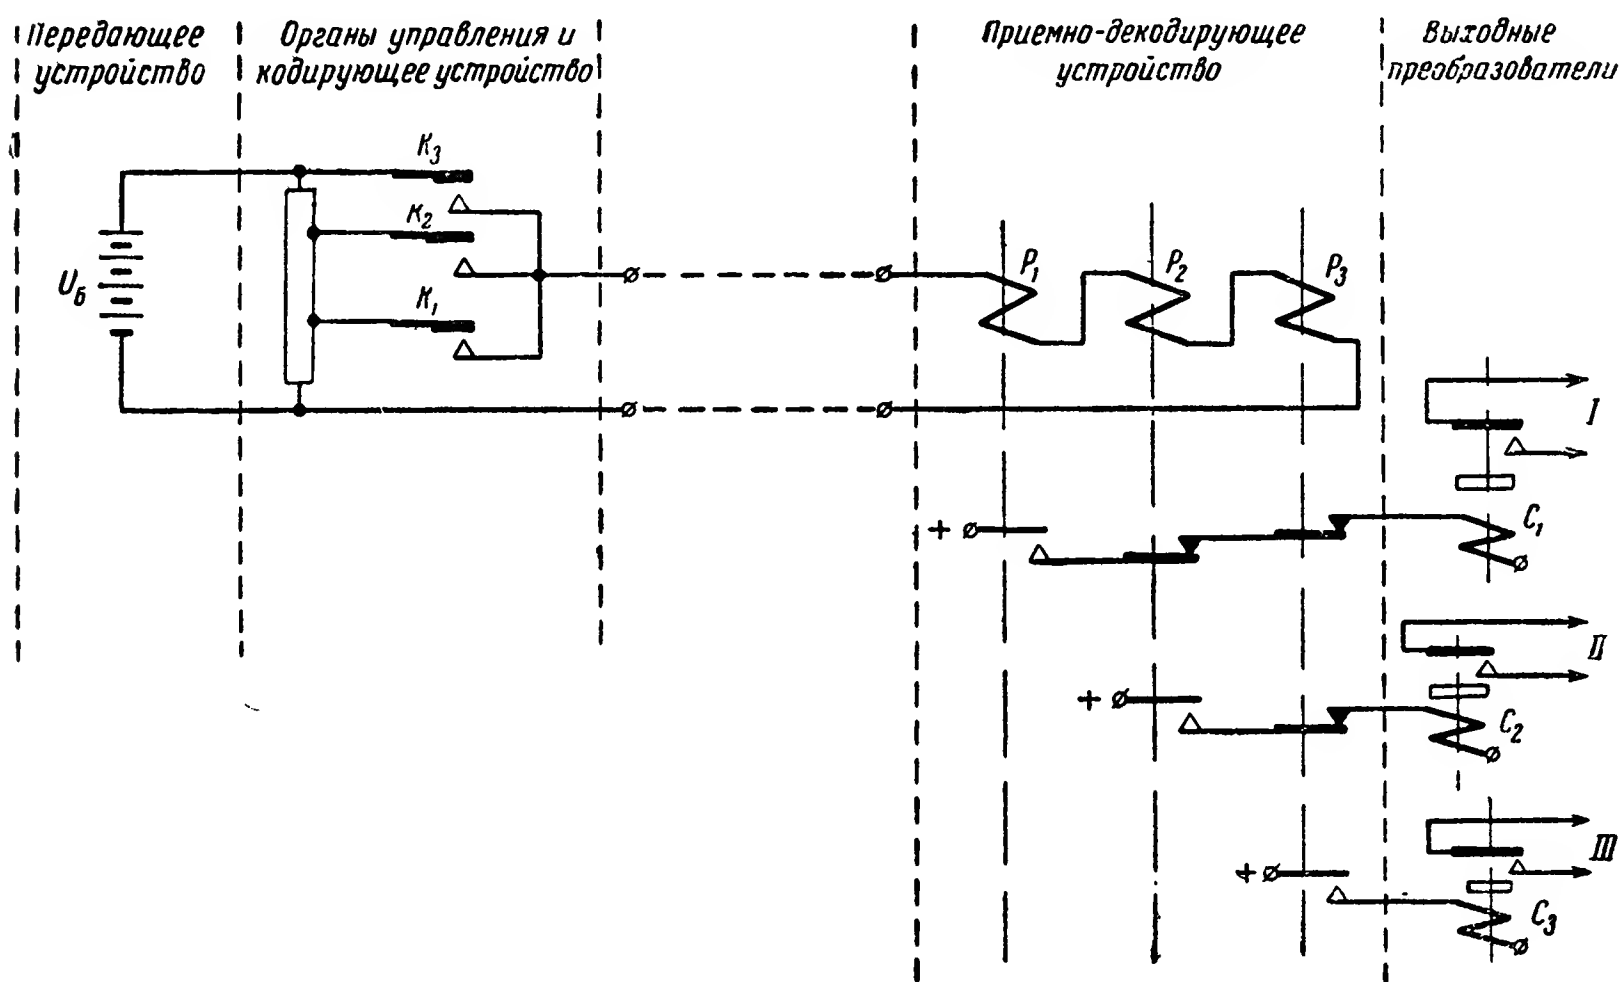 Передающее
устройство
Органы управления и
кодирующее устройство
Приемно-декодирующее
устройство
Выходные
преобразователи
K₃
K₂
K₁
U_б
P₁
P₂
P₃
I
+
C₁
II
+
C₂
III
+
C₃